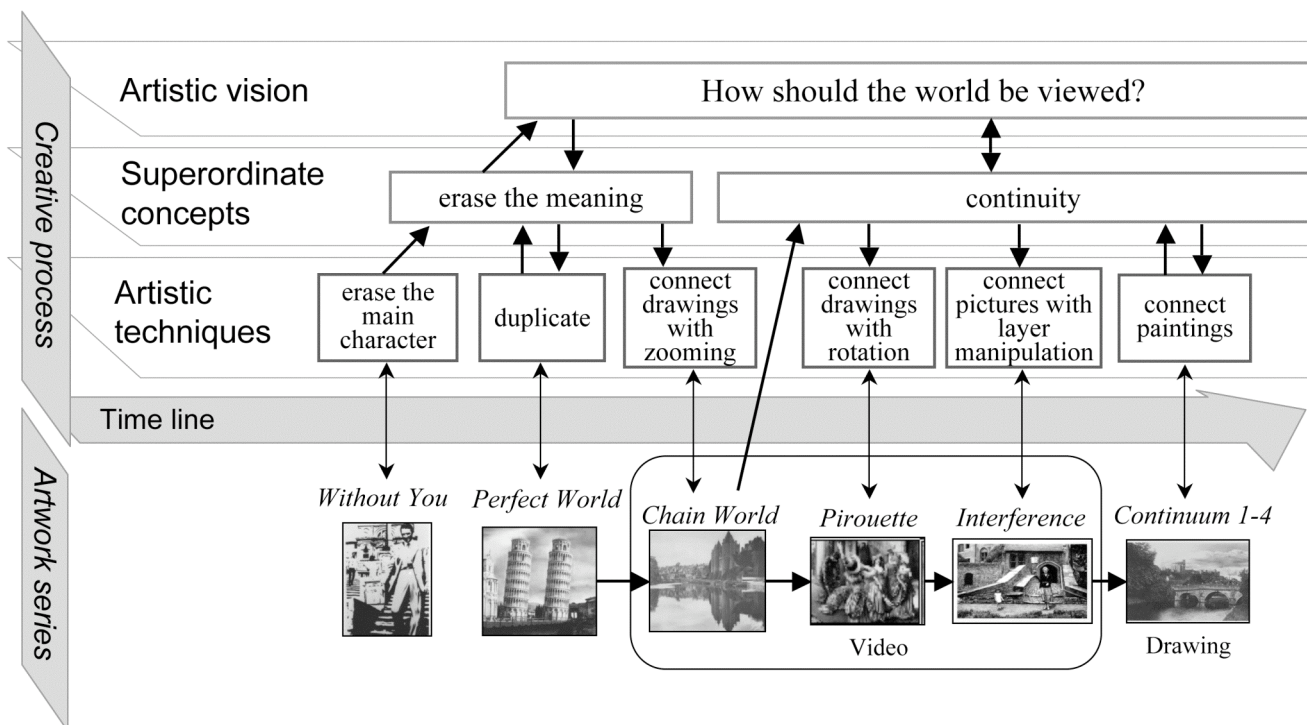 Creative process
Artistic vision
How should the world be viewed?
Superordinate
concepts
erase the meaning
continuity
Artistic
techniques
erase the
main
character
duplicate
connect
drawings
with
zooming
connect
drawings
with
rotation
connect
pictures with
layer
manipulation
connect
paintings
Time line
Artwork series
Without You
Perfect World
Chain World
Pirouette
Interference
Continuum 1-4
Video
Drawing